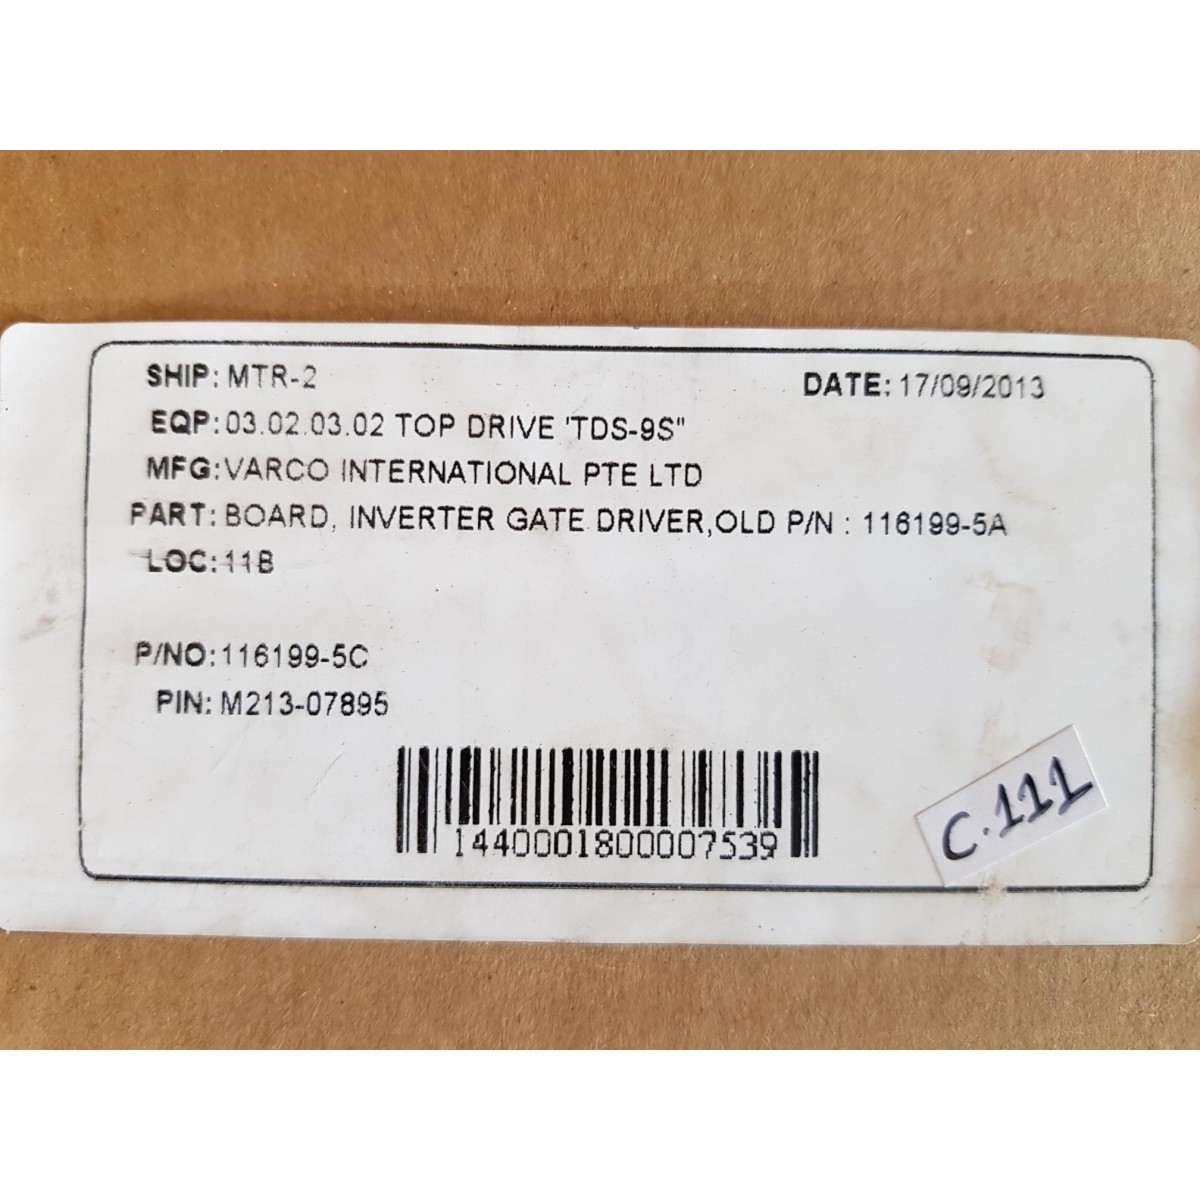 SHIP: MTR-2 DATE: 17/09/2013
EQP: 03.02.03.02 TOP DRIVE 'TDS-9S"
MFG: VARCO INTERNATIONAL PTE LTD
PART: BOARD, INVERTER GATE DRIVER,OLD P/N : 116199-5A
LOC: 11B
P/NO: 116199-5C
PIN: M213-07895
1440001800007539
C.111